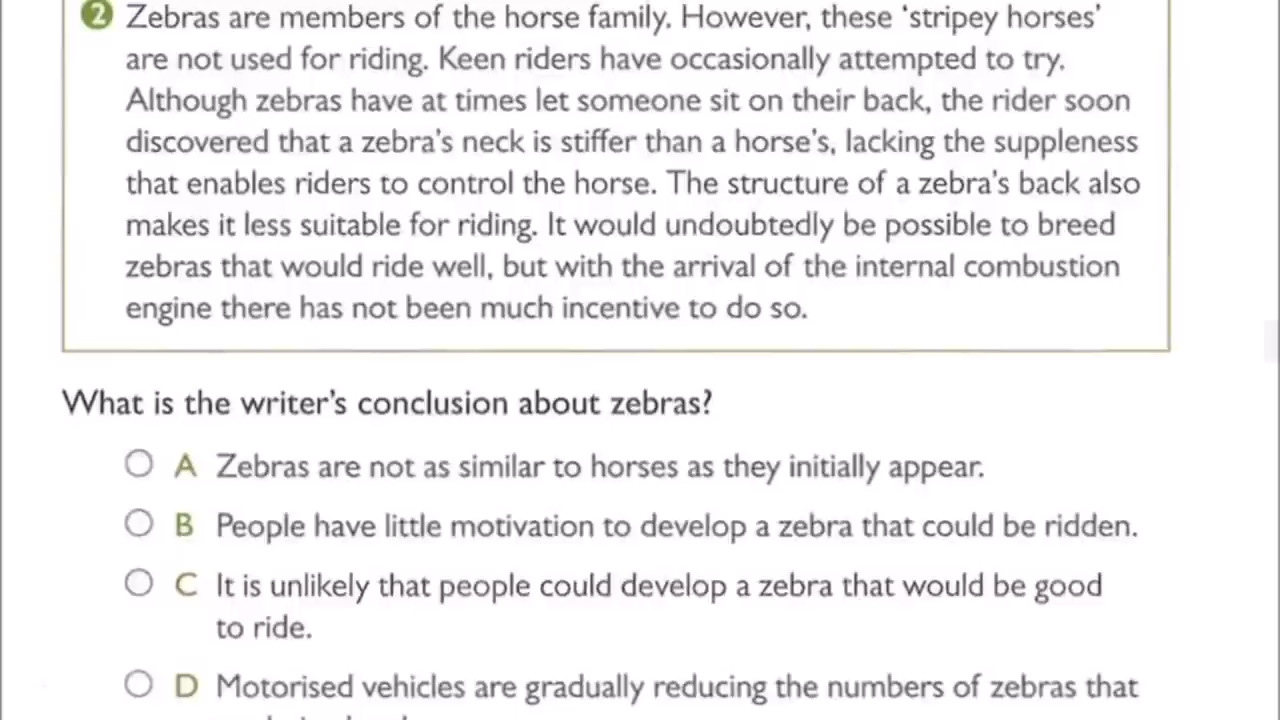 2 Zebras are members of the horse family. However, these ‘stripey horses’
are not used for riding. Keen riders have occasionally attempted to try.
Although zebras have at times let someone sit on their back, the rider soon
discovered that a zebra’s neck is stiffer than a horse’s, lacking the suppleness
that enables riders to control the horse. The structure of a zebra’s back also
makes it less suitable for riding. It would undoubtedly be possible to breed
zebras that would ride well, but with the arrival of the internal combustion
engine there has not been much incentive to do so.
What is the writer’s conclusion about zebras?
A Zebras are not as similar to horses as they initially appear.
B People have little motivation to develop a zebra that could be ridden.
C It is unlikely that people could develop a zebra that would be good
to ride.
D Motorised vehicles are gradually reducing the numbers of zebras that